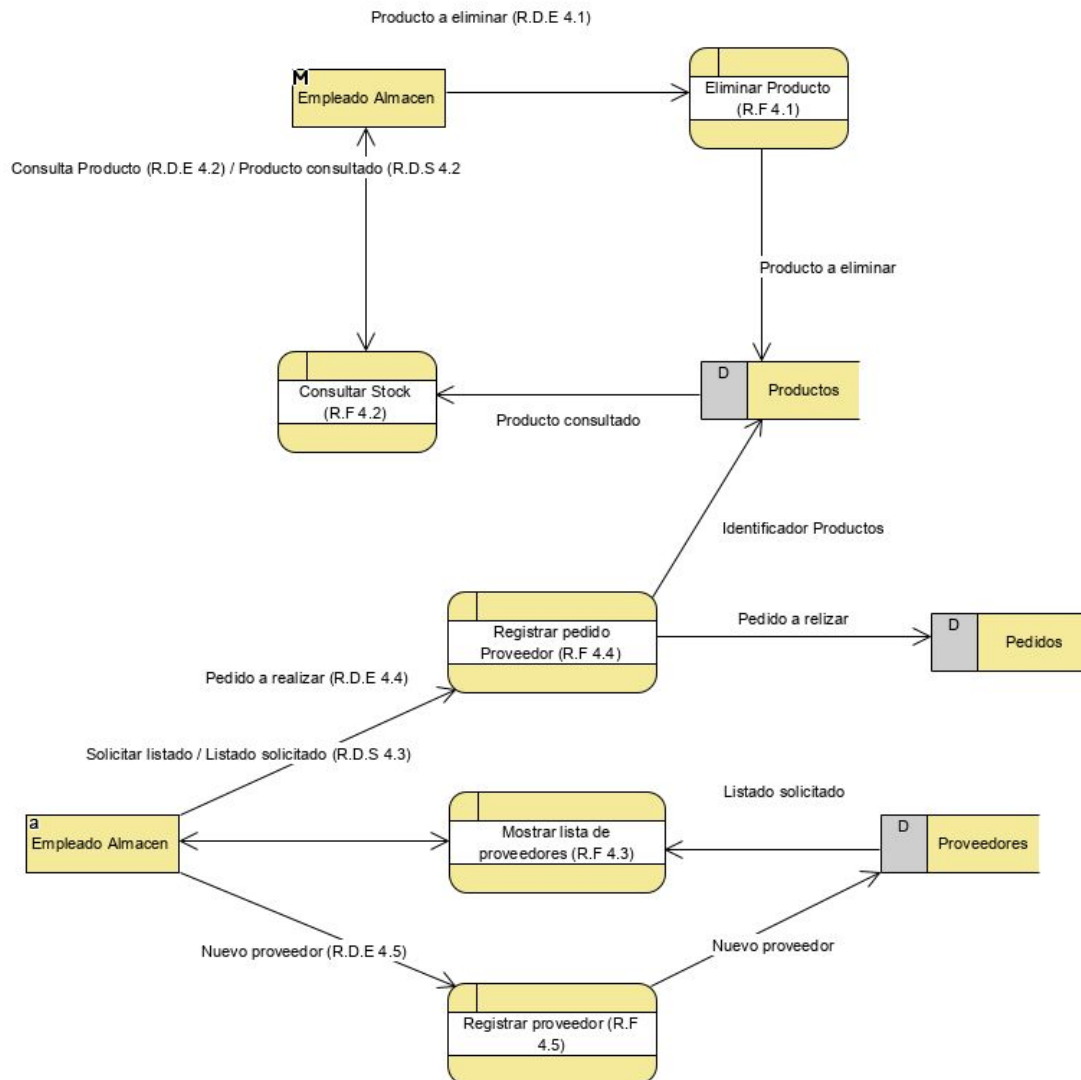 Producto a eliminar (R.D.E 4.1)
M
Empleado Almacen
Eliminar Producto
(R.F 4.1)
Consulta Producto (R.D.E 4.2) / Producto consultado (R.D.S 4.2
Producto a eliminar
Consultar Stock
(R.F 4.2)
D
Productos
Producto consultado
Identificador Productos
Registrar pedido
Proveedor (R.F 4.4)
Pedido a relizar
D
Pedidos
Pedido a realizar (R.D.E 4.4)
Solicitar listado / Listado solicitado (R.D.S 4.3)
Listado solicitado
a
Empleado Almacen
Mostrar lista de
proveedores (R.F 4.3)
D
Proveedores
Nuevo proveedor (R.D.E 4.5)
Nuevo proveedor
Registrar proveedor (R.F
4.5)